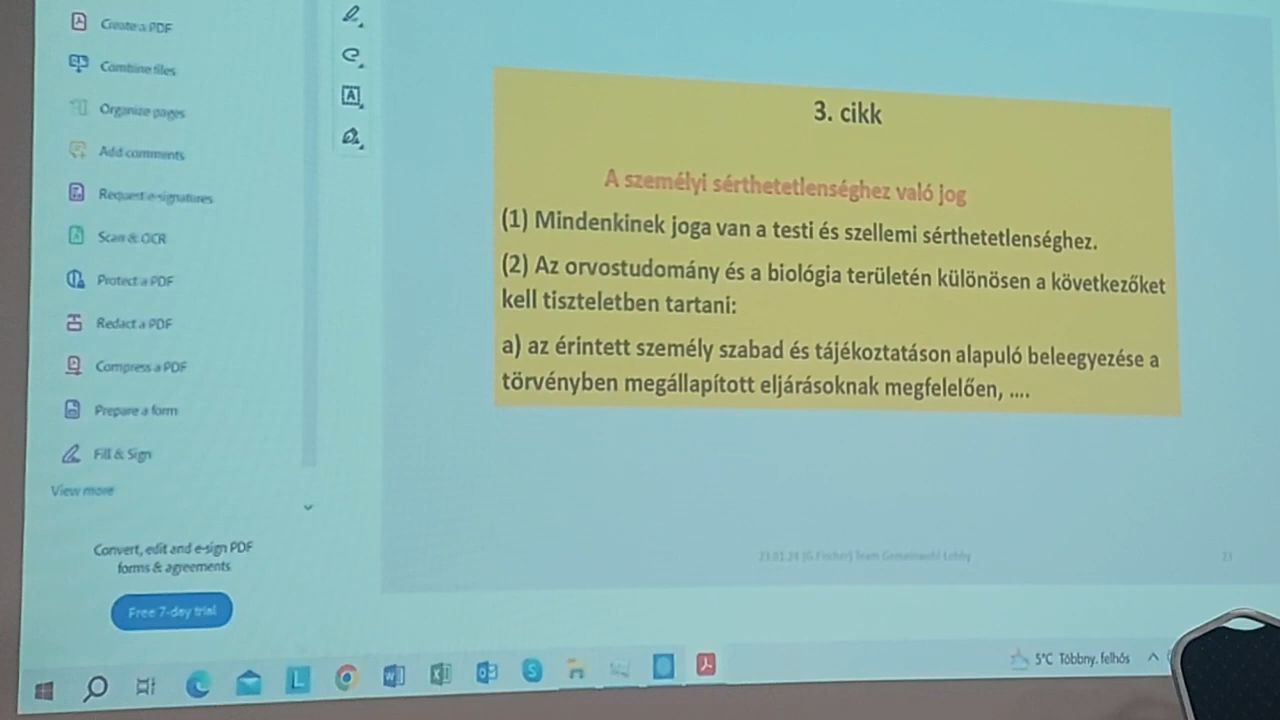 Create a PDF
Combine files
Organize pages
Add comments
Request e-signatures
Scan & OCR
Protect a PDF
Redact a PDF
Compress a PDF
Prepare a form
Fill & Sign
View more
Convert, edit and e-sign PDF
forms & agreements
Free 7-day trial
3. cikk
A személyi sérthetetlenséghez való jog
(1) Mindenkinek joga van a testi és szellemi sérthetetlenséghez.
(2) Az orvostudomány és a biológia területén különösen a következőket
kell tiszteletben tartani:
a) az érintett személy szabad és tájékoztatáson alapuló beleegyezése a
törvényben megállapított eljárásoknak megfelelően, ....
Team Gemeinwohl-Lobby
5°C Többny. felhős